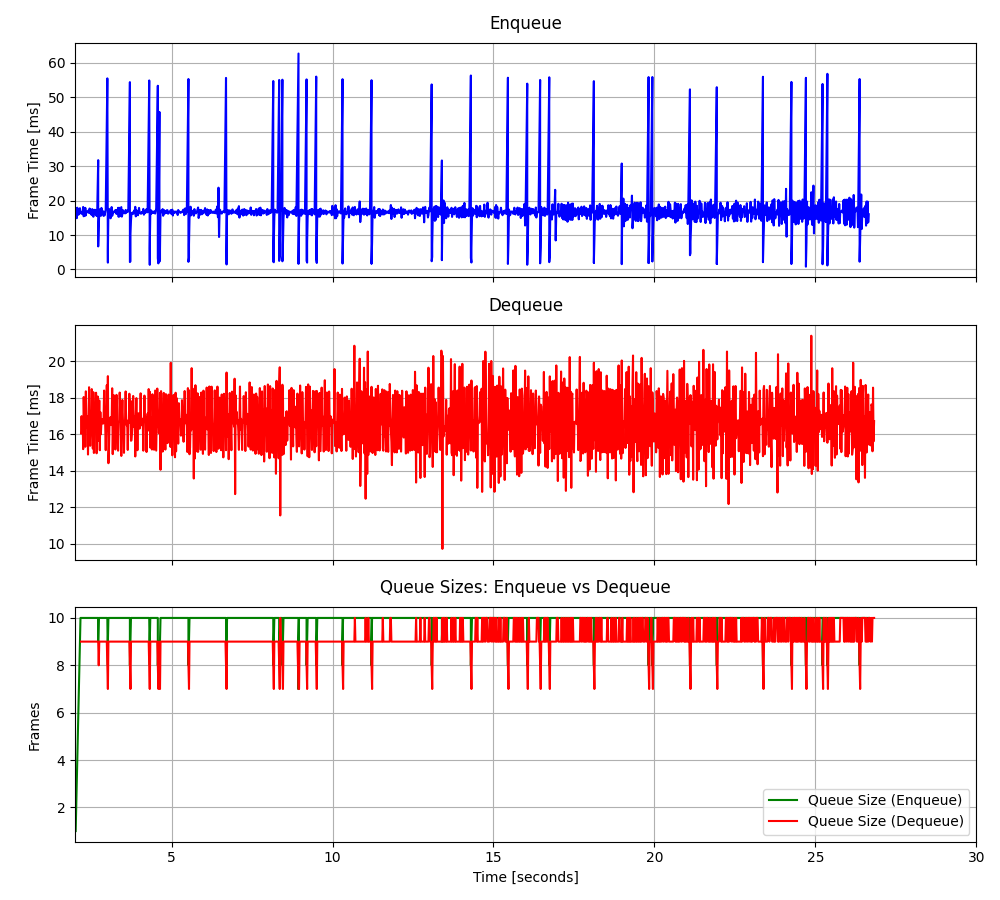 Enqueue
Frame Time [ms]
60
50
40
30
20
10
0
Dequeue
Frame Time [ms]
20
18
16
14
12
10
Queue Sizes: Enqueue vs Dequeue
Frames
10
8
6
4
2
Queue Size (Enqueue)
Queue Size (Dequeue)
5 10 15 20 25 30
Time [seconds]